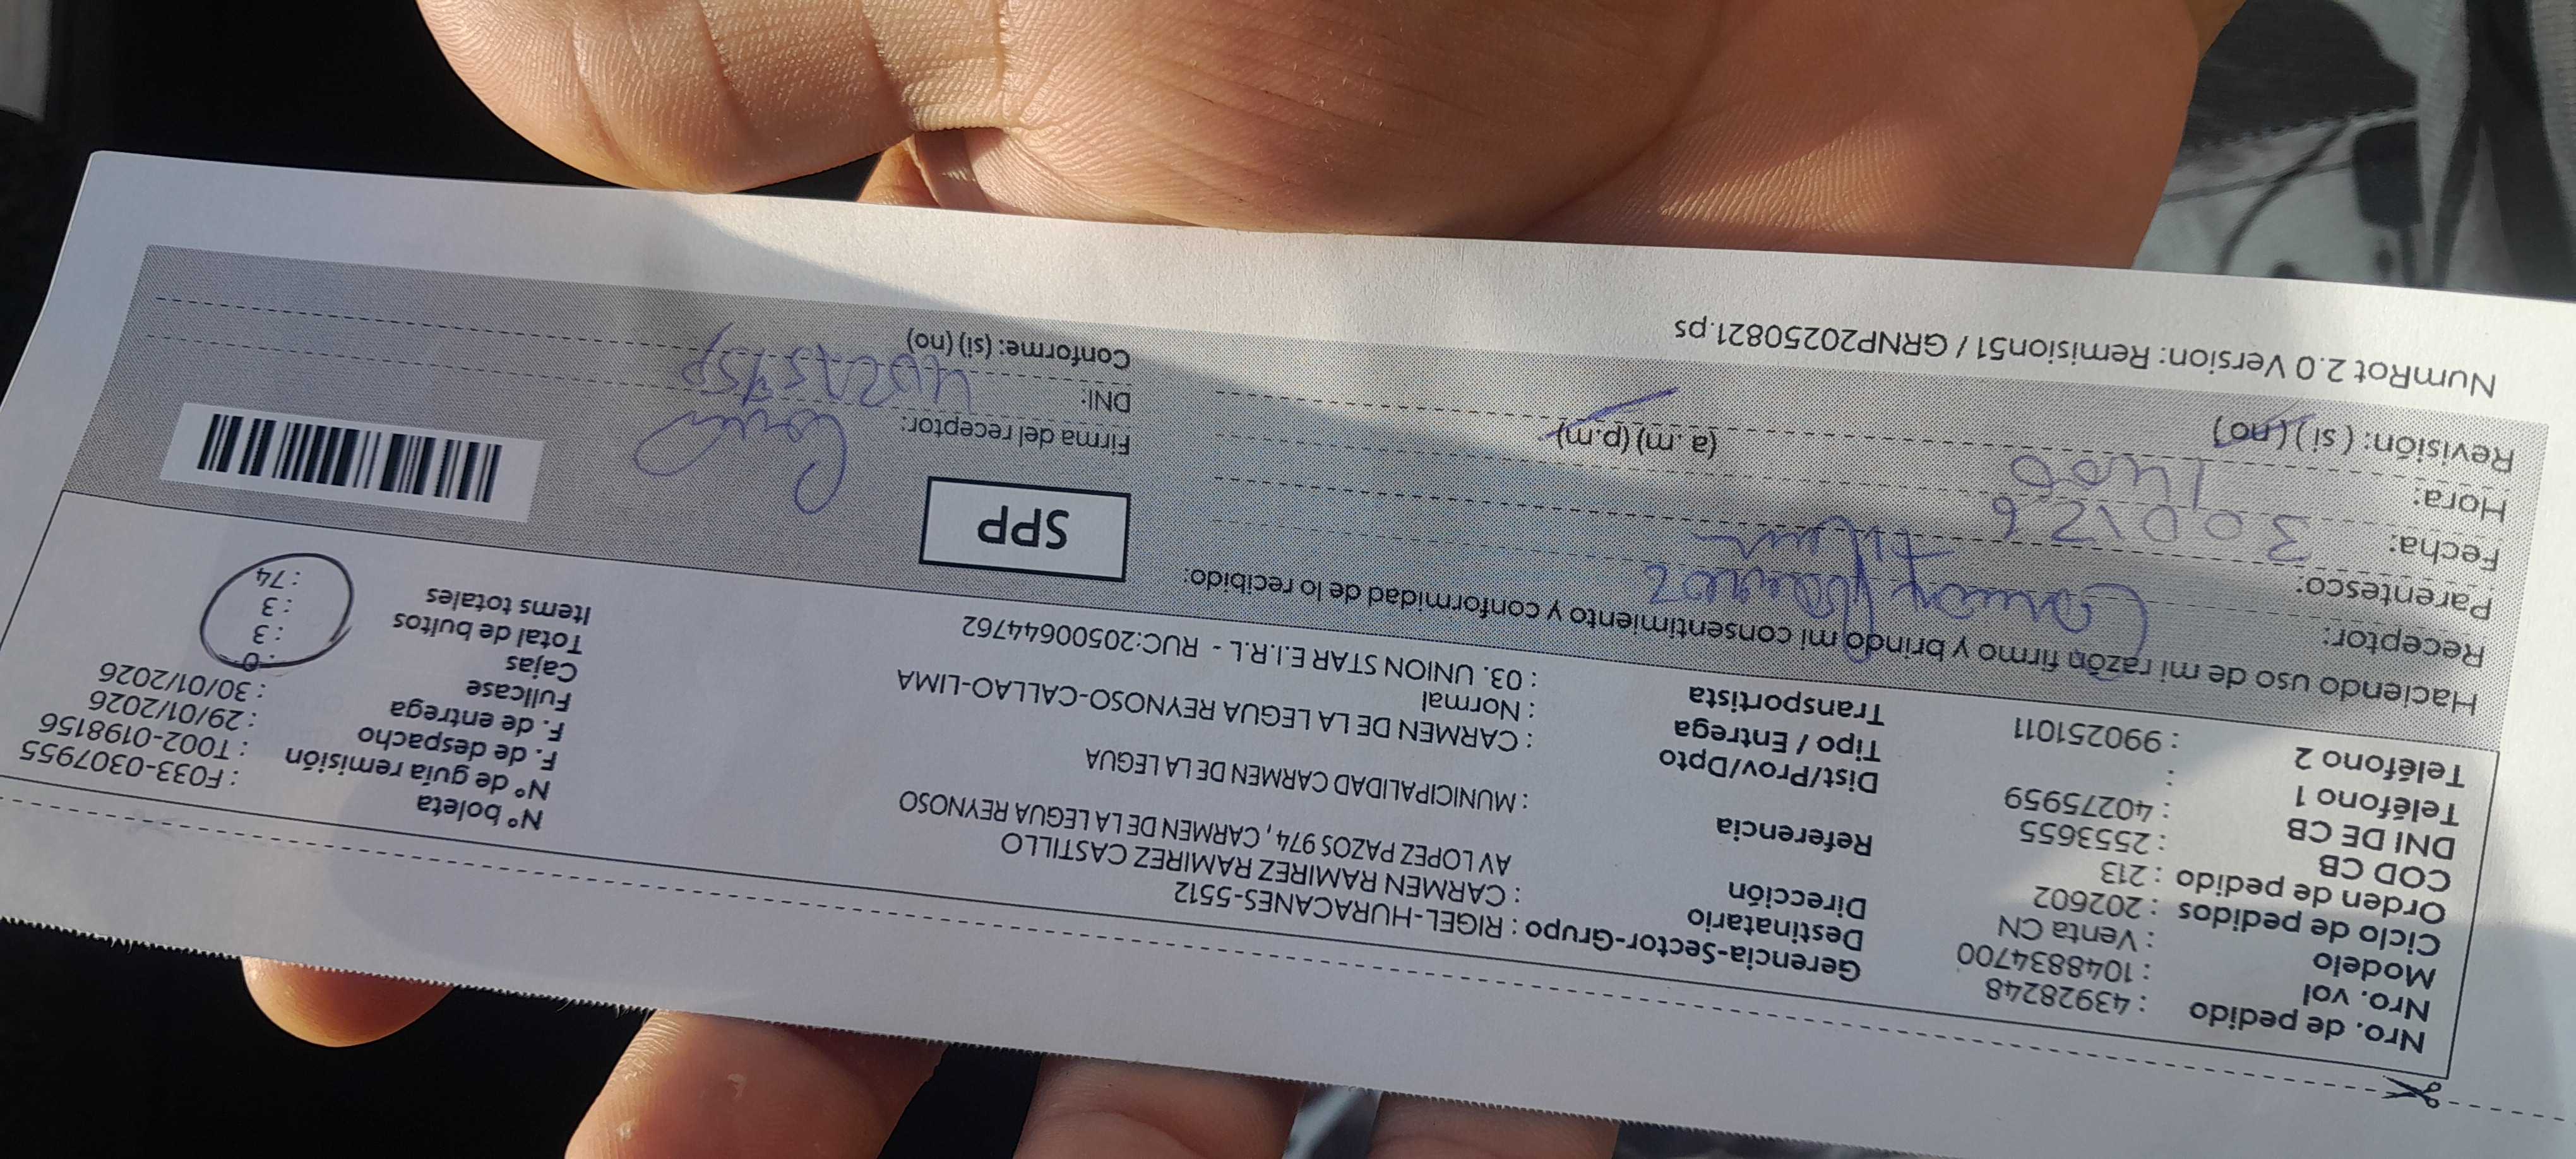 Nro. de pedido : 43928248
Nro. vol : 1048834700
Modelo : Venta CN
Ciclo de pedidos : 202602
Orden de pedido : 213
COD CB : 2553655
DNI DE CB : 40275959
Teléfono 1 :
Teléfono 2 : 990251011
Gerencia-Sector-Grupo : RIGEL-HURACANES-5512
Destinatario : CARMEN RAMIREZ RAMIREZ CASTILLO
Dirección AV LOPEZ PAZOS 974, CARMEN DE LA LEGUA REYNOSO
Referencia : MUNICIPALIDAD CARMEN DE LA LEGUA
Dist/Prov/Dpto : CARMEN DE LA LEGUA REYNOSO-CALLAO-LIMA
Tipo / Entrega : Normal
Transportista : 03. UNION STAR E.I.R.L - RUC:20500644762
Nº boleta : F033-0307955
Nº de guía remisión : T002-0198156
F. de despacho : 29/01/2026
F. de entrega : 30/01/2026
Fullcase : 0
Cajas : 3
Total de bultos : 3
Items totales : 74
Haciendo uso de mi razón firmo y brindo mi consentimiento y conformidad de lo recibido:
Receptor:
Parentesco:
Fecha: 300126
Hora: 1400 (a .m) (p.m)
Revisión: ( si ) ( no )
SPP
Firma del receptor:
DNI:
Conforme: (si) (no)
NumRot 2.0 Version: Remision51 / GRNP20250821.ps